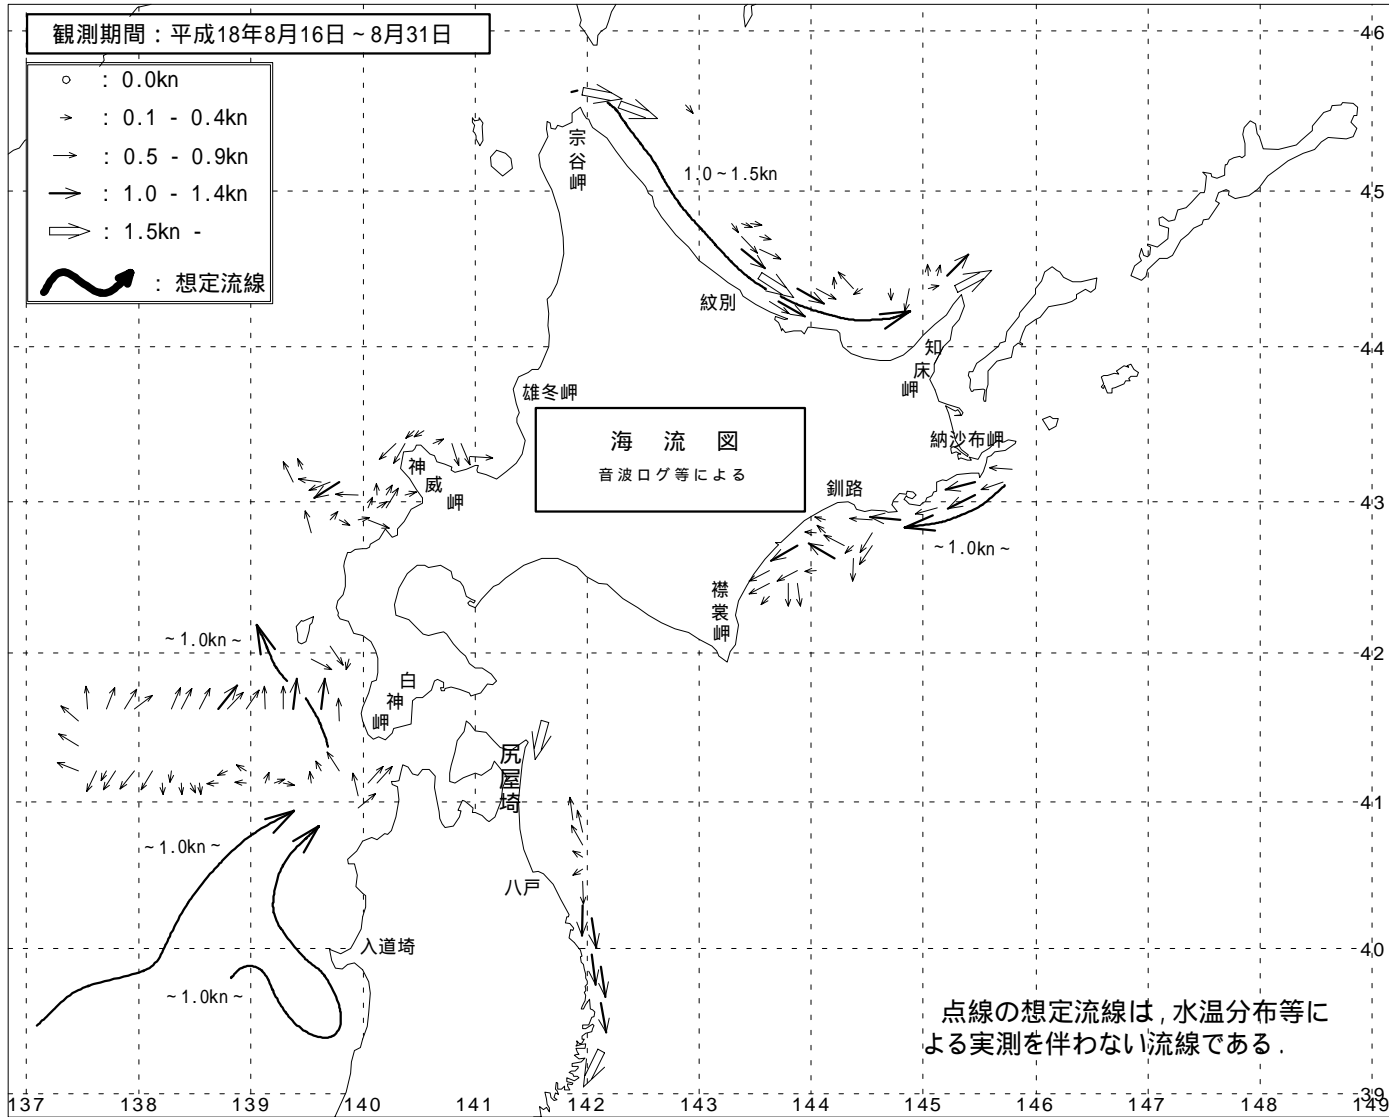 観測期間：平成18年8月16日～8月31日
：0.0kn
：0.1 - 0.4kn
：0.5 - 0.9kn
：1.0 - 1.4kn
：1.5kn -
：想定流線
宗谷岬
1.0～1.5kn
紋別
知床岬
雄冬岬
海流図
音波ログ等による
納沙布岬
神威岬
釧路
～1.0kn～
襟裳岬
～1.0kn～
白神岬
尻屋埼
～1.0kn～
八戸
入道埼
～1.0kn～
点線の想定流線は，水温分布等に
よる実測を伴わない流線である．
46
45
44
43
42
41
40
39
137 138 139 140 141 142 143 144 145 146 147 148 149